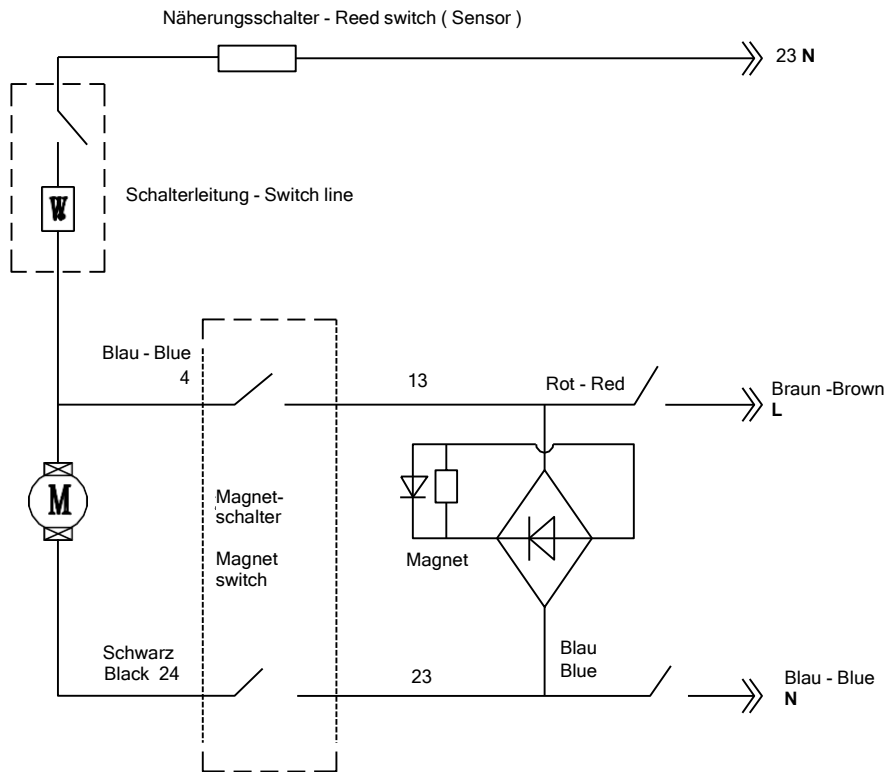 Näherungsschalter - Reed switch ( Sensor )
23 N
W
Schalterleitung - Switch line
Blau - Blue
4
13
Rot - Red
Braun -Brown
L
M
Magnet-
schalter
Magnet
switch
Magnet
Schwarz
Black 24
23
Blau
Blue
Blau - Blue
N